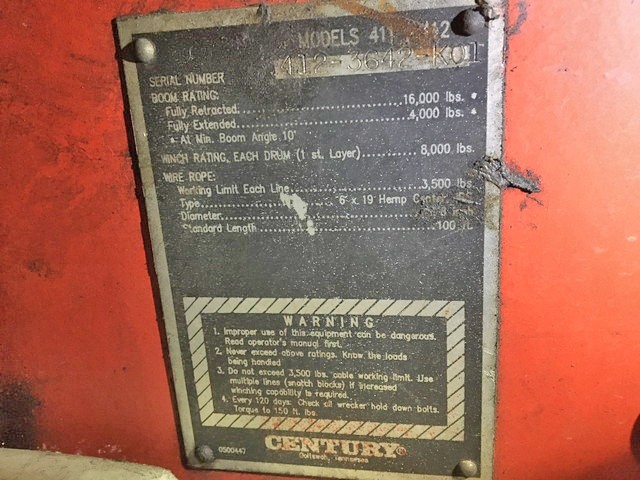 MODELS 411 412
412-3642-K01
SERIAL NUMBER
BOOM RATING:
Fully Retracted..............16,000 lbs. *
Fully Extended..............4,000 lbs. *
* At Min. Boom Angle 10°
WINCH RATING, EACH DRUM (1 st. Layer)..........8,000 lbs.
WIRE ROPE:
Working Limit Each Line..............3,500 lbs.
Type..............6 x 19 Hemp
Diameter..............
Standard Length..............100
WARNING
1. Improper use of this equipment can be dangerous.
Read operator's manual first.
2. Never exceed above ratings. Know the loads
being handled
3. Do not exceed 3,500 lbs. cable working limit. Use
multiple lines (snatch blocks) if increased
winching capability is required.
4. Every 120 days: Check all wrecker hold down bolts.
Torque to 150 ft. lbs.
0500447
CENTURY®
Ooltewah, Tennessee